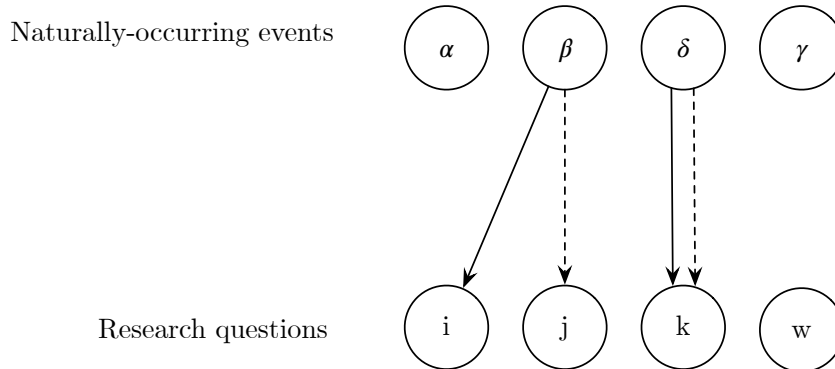 Naturally-occurring events α β δ γ
Research questions i j k w